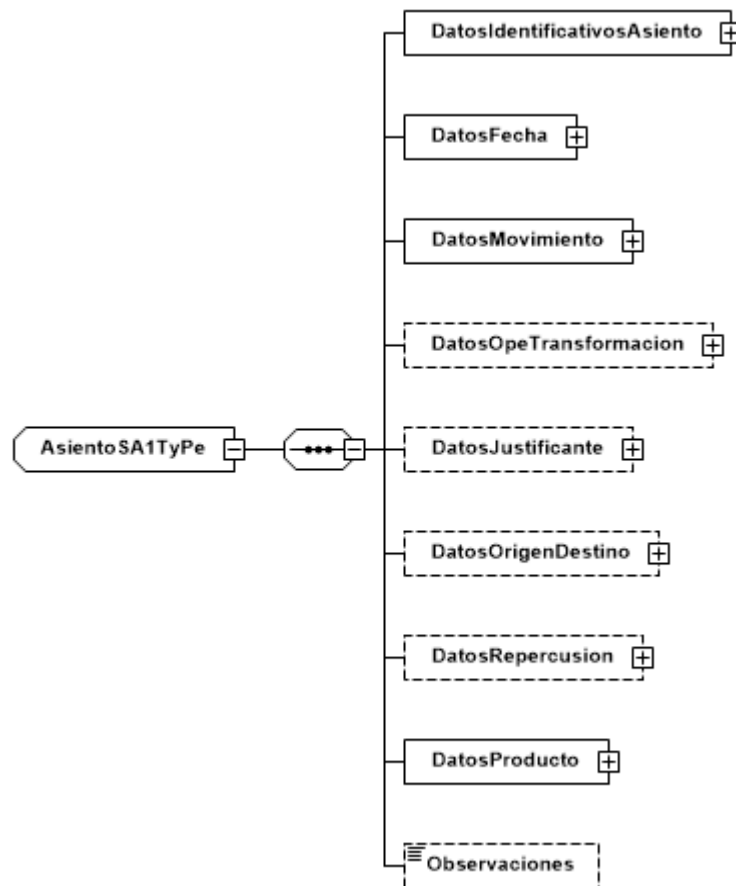 DatosIdentificativosAsiento
DatosFecha
DatosMovimiento
DatosOpeTransformacion
AsientoSA1TyPe
DatosJustificante
DatosOrigenDestino
DatosRepercusion
DatosProducto
Observaciones